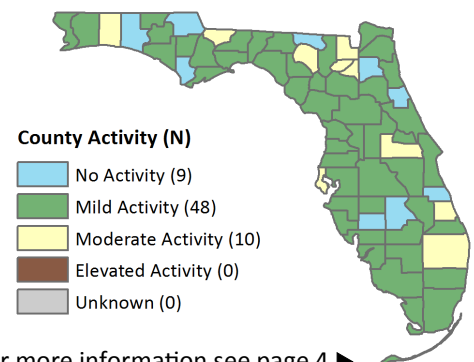 County Activity (N)
No Activity (9)
Mild Activity (48)
Moderate Activity (10)
Elevated Activity (0)
Unknown (0)
r more information see page 4 ▶